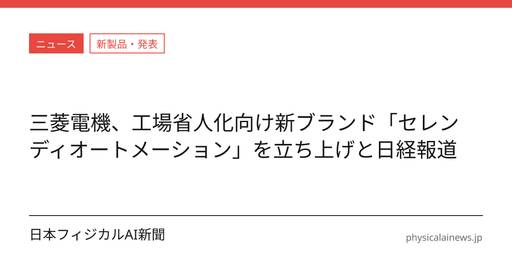 ニュース 新製品・発表
三菱電機、工場省人化向け新ブランド「セレン
ディオートメーション」を立ち上げと日経報道
日本フィジカルAI新聞
physicalainews.jp